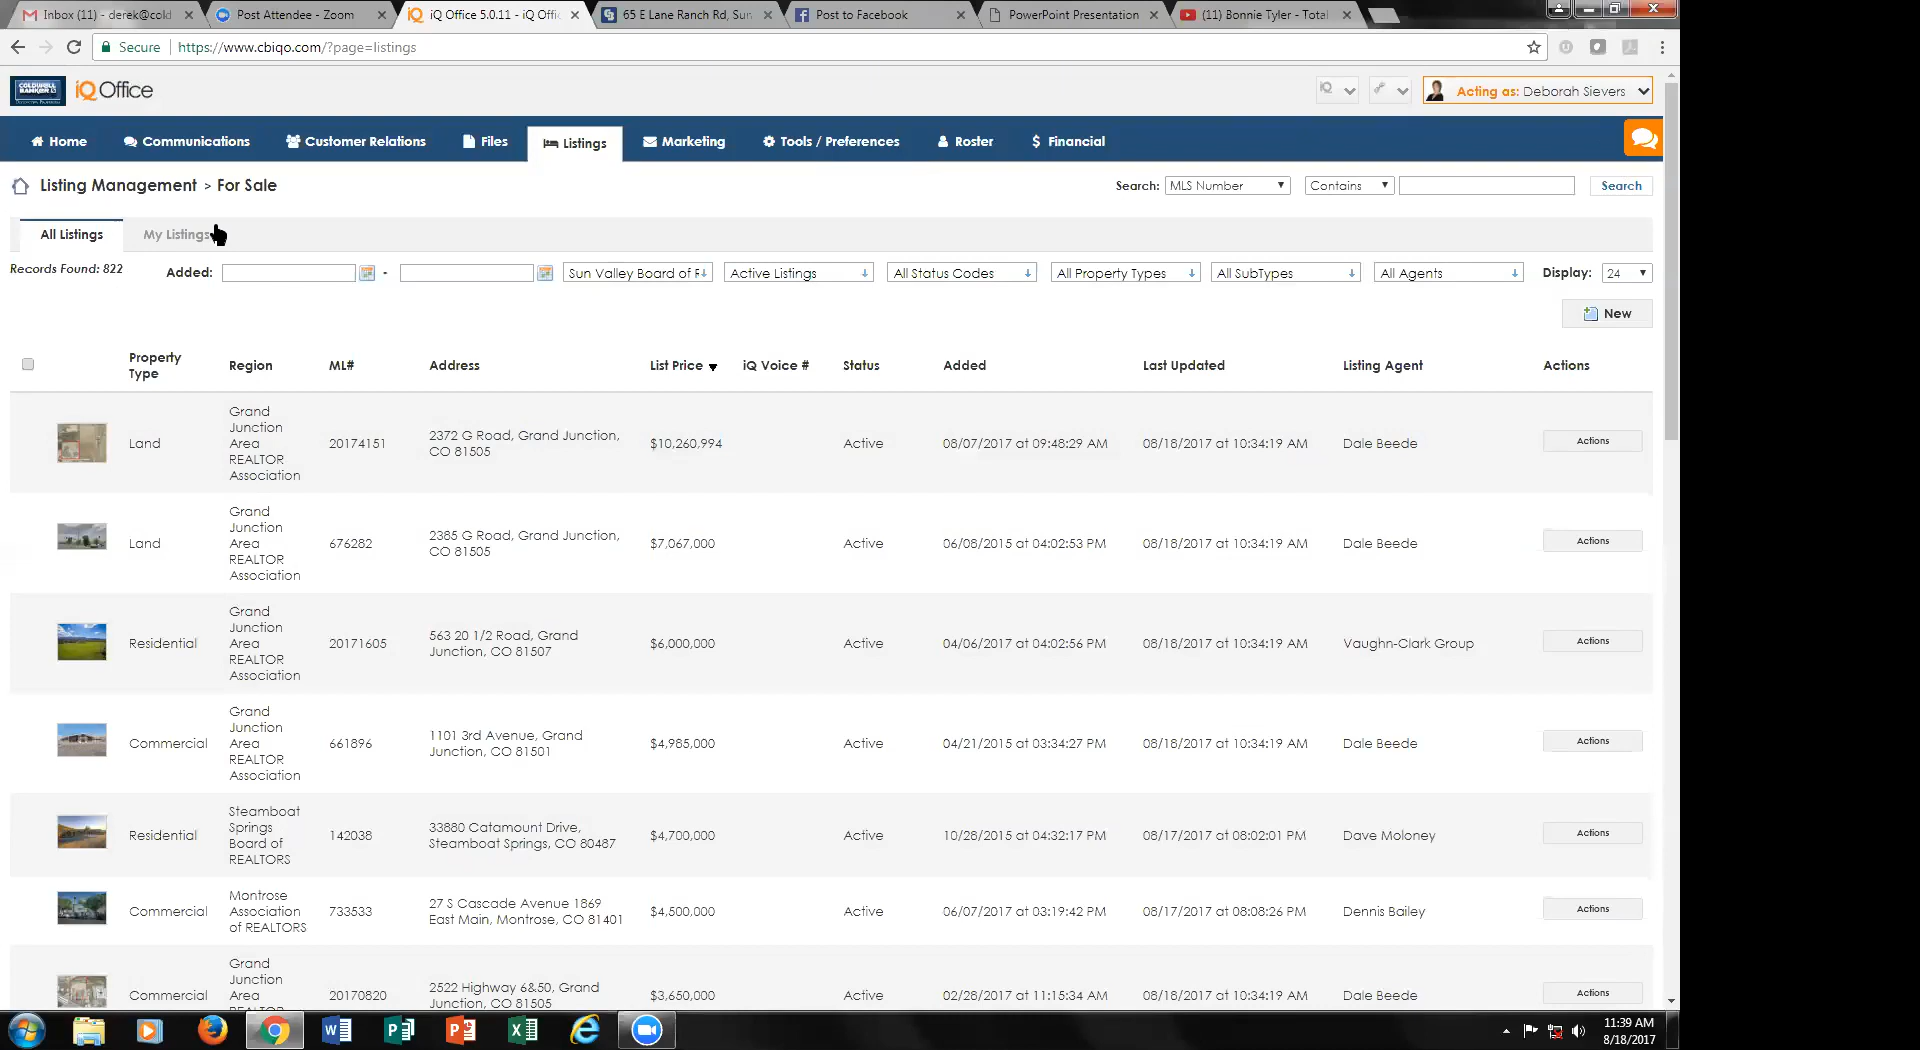 Inbox (11) - derek@cold
Post Attendee - Zoom
iQ Office 5.0.11 - iQ Offi
65 E Lane Ranch Rd, Sun
Post to Facebook
PowerPoint Presentation
(11) Bonnie Tyler - Total
Secure
https://www.cbiqo.com/?page=listings
COLDWELL BANKER
iQ Office
Acting as: Deborah Sievers
Home
Communications
Customer Relations
Files
Listings
Marketing
Tools / Preferences
Roster
$ Financial
Listing Management > For Sale
Search: MLS Number Contains Search
All Listings
My Listings
Records Found: 822
Added: -
Sun Valley Board of R
Active Listings
All Status Codes
All Property Types
All SubTypes
All Agents
Display: 24
New
Property Type
Region
ML#
Address
List Price
iQ Voice #
Status
Added
Last Updated
Listing Agent
Actions
Land
Grand
Junction
Area
REALTOR
Association
20174151
2372 G Road, Grand Junction,
CO 81505
$10,260,994
Active
08/07/2017 at 09:48:29 AM
08/18/2017 at 10:34:19 AM
Dale Beede
Actions
Land
Grand
Junction
Area
REALTOR
Association
676282
2385 G Road, Grand Junction,
CO 81505
$7,067,000
Active
06/08/2015 at 04:02:53 PM
08/18/2017 at 10:34:19 AM
Dale Beede
Actions
Residential
Grand
Junction
Area
REALTOR
Association
20171605
563 20 1/2 Road, Grand
Junction, CO 81507
$6,000,000
Active
04/06/2017 at 04:02:56 PM
08/18/2017 at 10:34:19 AM
Vaughn-Clark Group
Actions
Commercial
Grand
Junction
Area
REALTOR
Association
661896
1101 3rd Avenue, Grand
Junction, CO 81501
$4,985,000
Active
04/21/2015 at 03:34:27 PM
08/18/2017 at 10:34:19 AM
Dale Beede
Actions
Residential
Steamboat
Springs
Board of
REALTORS
142038
33880 Catamount Drive,
Steamboat Springs, CO 80487
$4,700,000
Active
10/28/2015 at 04:32:17 PM
08/17/2017 at 08:02:01 PM
Dave Moloney
Actions
Commercial
Montrose
Association
of REALTORS
733533
27 S Cascade Avenue 1869
East Main, Montrose, CO 81401
$4,500,000
Active
06/07/2017 at 03:19:42 PM
08/17/2017 at 08:08:26 PM
Dennis Bailey
Actions
Commercial
Grand
Junction
Area
REALTOR
20170820
2522 Highway 6&50, Grand
Junction, CO 81505
$3,650,000
Active
02/28/2017 at 11:15:34 AM
08/18/2017 at 10:34:19 AM
Dale Beede
Actions
11:39 AM
8/18/2017